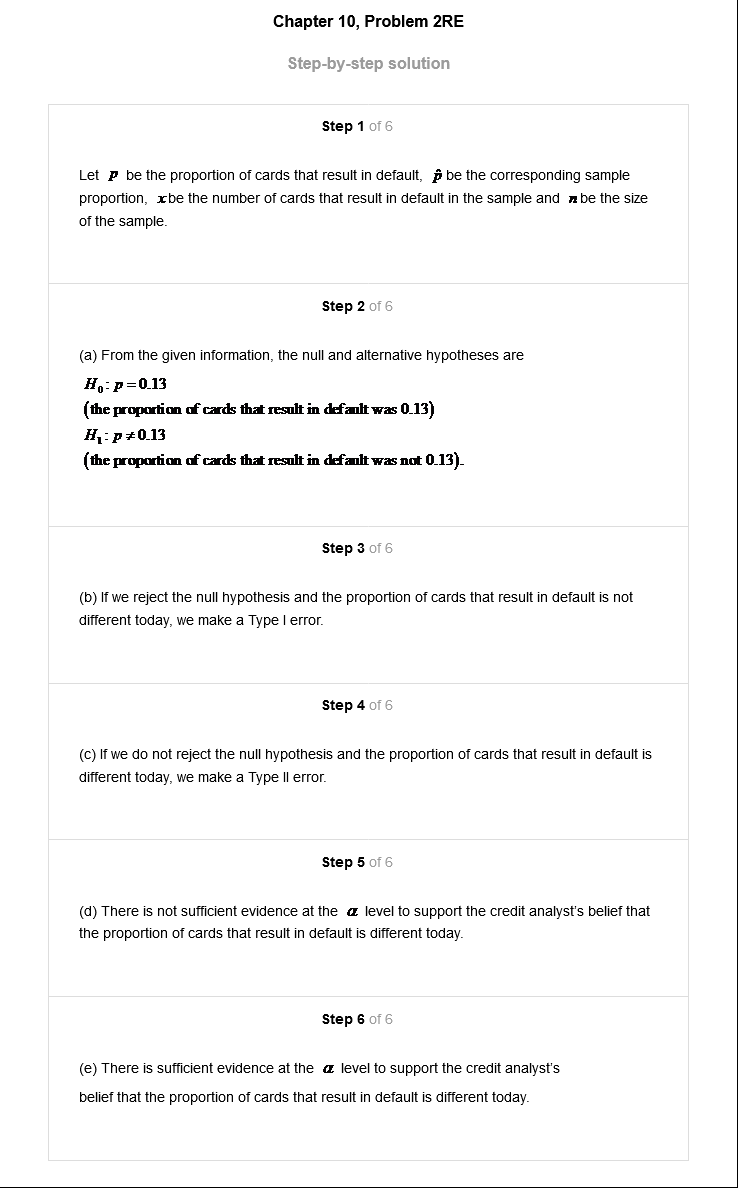 Chapter 10, Problem 2RE
Step-by-step solution
Step 1 of 6
Let p be the proportion of cards that result in default, p̂ be the corresponding sample
proportion, x be the number of cards that result in default in the sample and n be the size
of the sample.
Step 2 of 6
(a) From the given information, the null and alternative hypotheses are
H₀: p = 0.13
(the proportion of cards that result in default was 0.13)
H₁: p ≠ 0.13
(the proportion of cards that result in default was not 0.13).
Step 3 of 6
(b) If we reject the null hypothesis and the proportion of cards that result in default is not
different today, we make a Type I error.
Step 4 of 6
(c) If we do not reject the null hypothesis and the proportion of cards that result in default is
different today, we make a Type II error.
Step 5 of 6
(d) There is not sufficient evidence at the α level to support the credit analyst's belief that
the proportion of cards that result in default is different today.
Step 6 of 6
(e) There is sufficient evidence at the α level to support the credit analyst's
belief that the proportion of cards that result in default is different today.